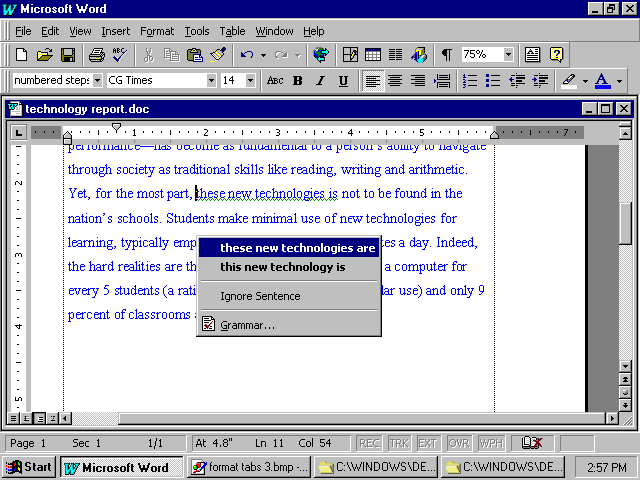 Microsoft Word
File Edit View Insert Format Tools Table Window Help
75%
numbered steps CG Times 14 ABC B I U
technology report.doc
1 2 3 4 5 7
performance—has become as fundamental to a person's ability to navigate
through society as traditional skills like reading, writing and arithmetic.
Yet, for the most part, these new technologies is not to be found in the
nation's schools. Students make minimal use of new technologies for
learning, typically emp tes a day. Indeed,
the hard realities are th a computer for
every 5 students (a rati lar use) and only 9
percent of classrooms
these new technologies are
this new technology is
Ignore Sentence
Grammar...
Page 1 Sec 1 1/1 At 4.8" Ln 11 Col 54 REC TRK EXT OVR WPH
Start Microsoft Word format tabs 3.bmp -... C:\WINDOWS\DE... C:\WINDOWS\DE... 2:57 PM